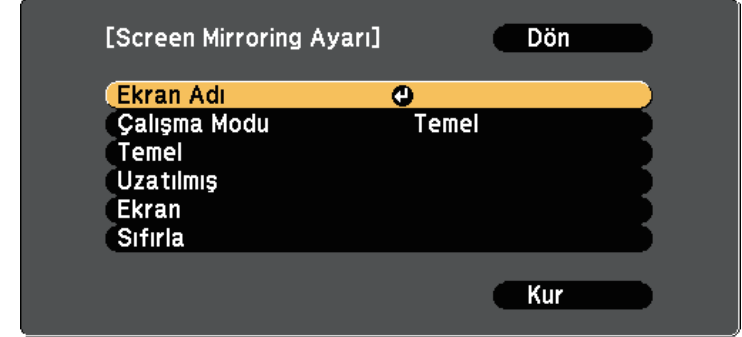 [Screen Mirroring Ayarı] Dön
Ekran Adı
Çalışma Modu Temel
Temel
Uzatılmış
Ekran
Sıfırla
Kur